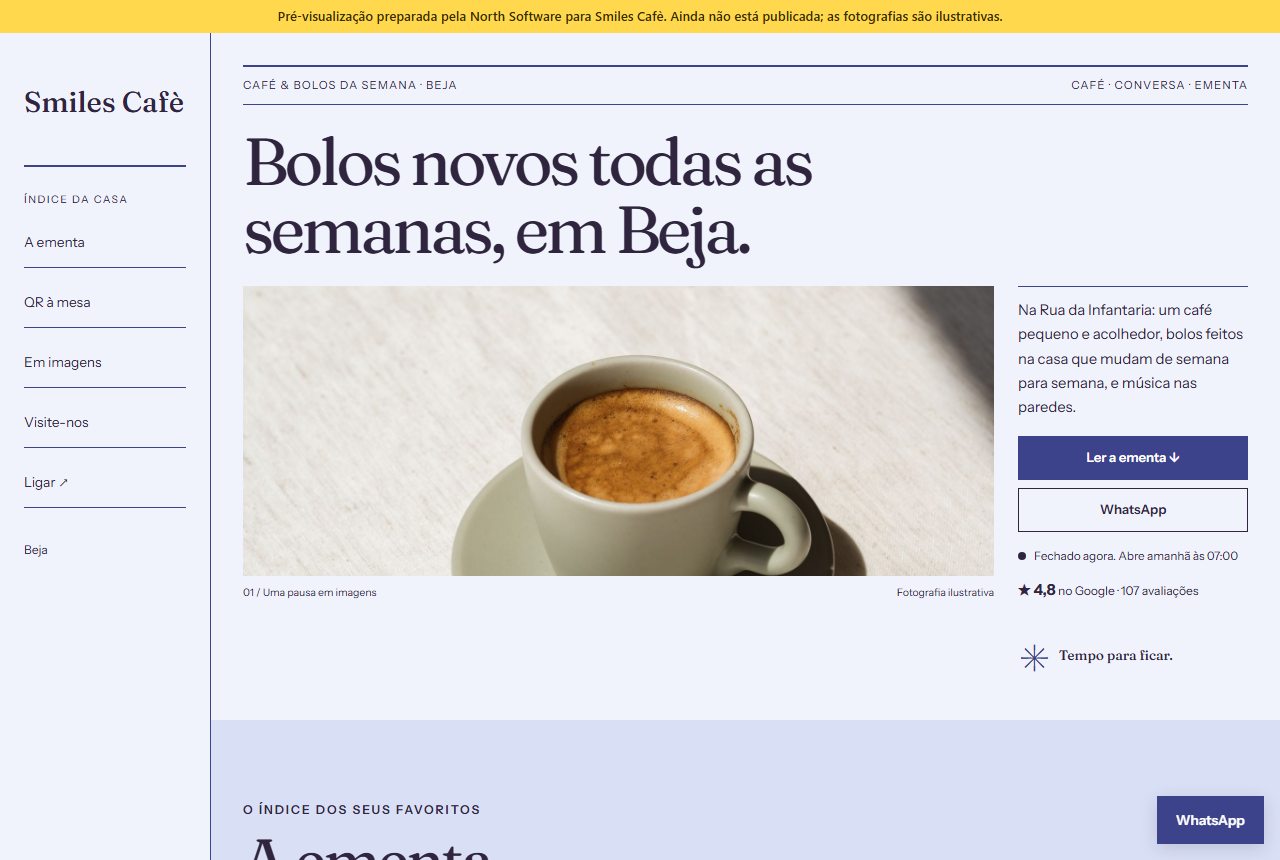 Pré-visualização preparada pela North Software para Smiles Cafè. Ainda não está publicada; as fotografias são ilustrativas.
Smiles Cafè
ÍNDICE DA CASA
A ementa
QR à mesa
Em imagens
Visite-nos
Ligar ↗
Beja
CAFÉ & BOLOS DA SEMANA · BEJA
CAFÉ · CONVERSA · EMENTA
Bolos novos todas as
semanas, em Beja.
01 / Uma pausa em imagens
Fotografia ilustrativa
Na Rua da Infantaria: um café
pequeno e acolhedor, bolos feitos
na casa que mudam de semana
para semana, e música nas
paredes.
Ler a ementa ↓
WhatsApp
Fechado agora. Abre amanhã às 07:00
★ 4,8 no Google · 107 avaliações
Tempo para ficar.
O ÍNDICE DOS SEUS FAVORITOS
A ementa
WhatsApp